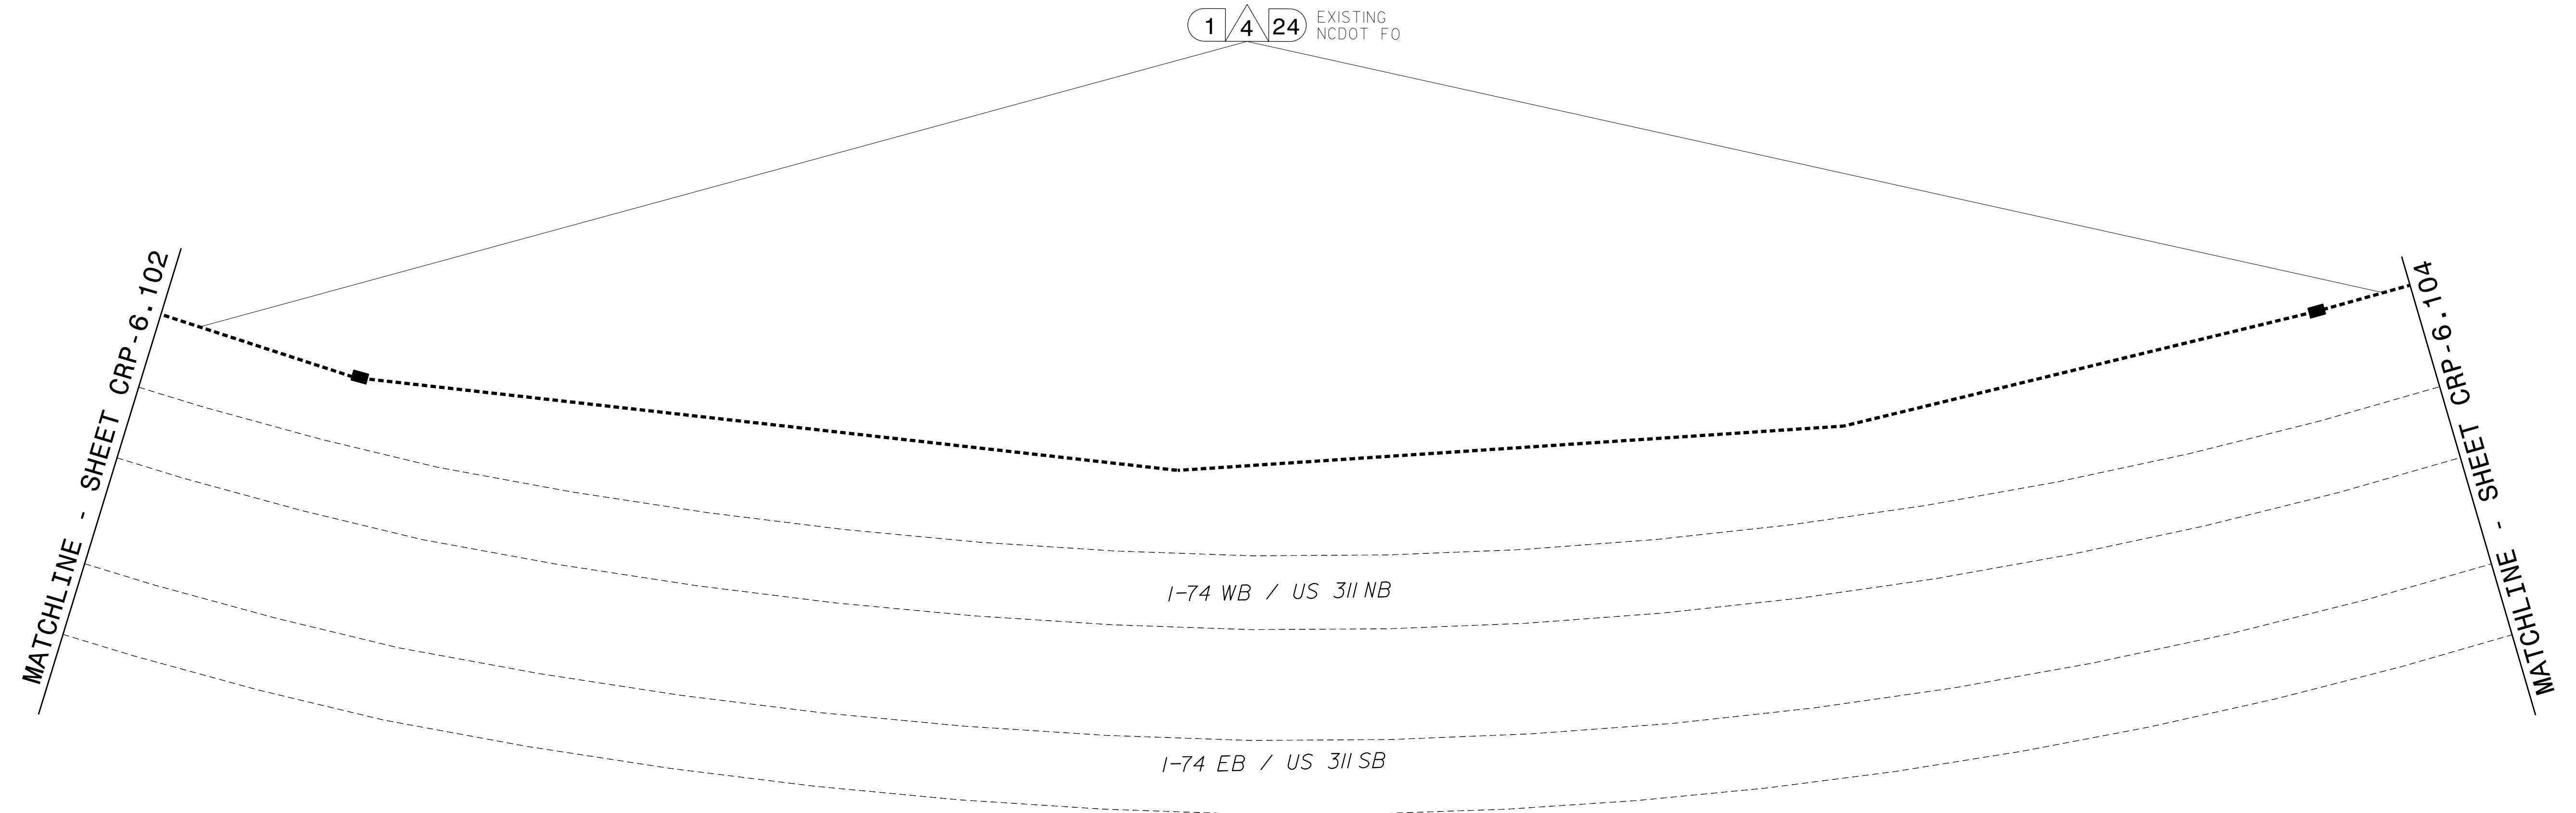 1 4 24 EXISTING
NCDOT FO
MATCHLINE - SHEET CRP-6.102
MATCHLINE - SHEET CRP-6.104
I-74 WB / US 311 NB
I-74 EB / US 311 SB